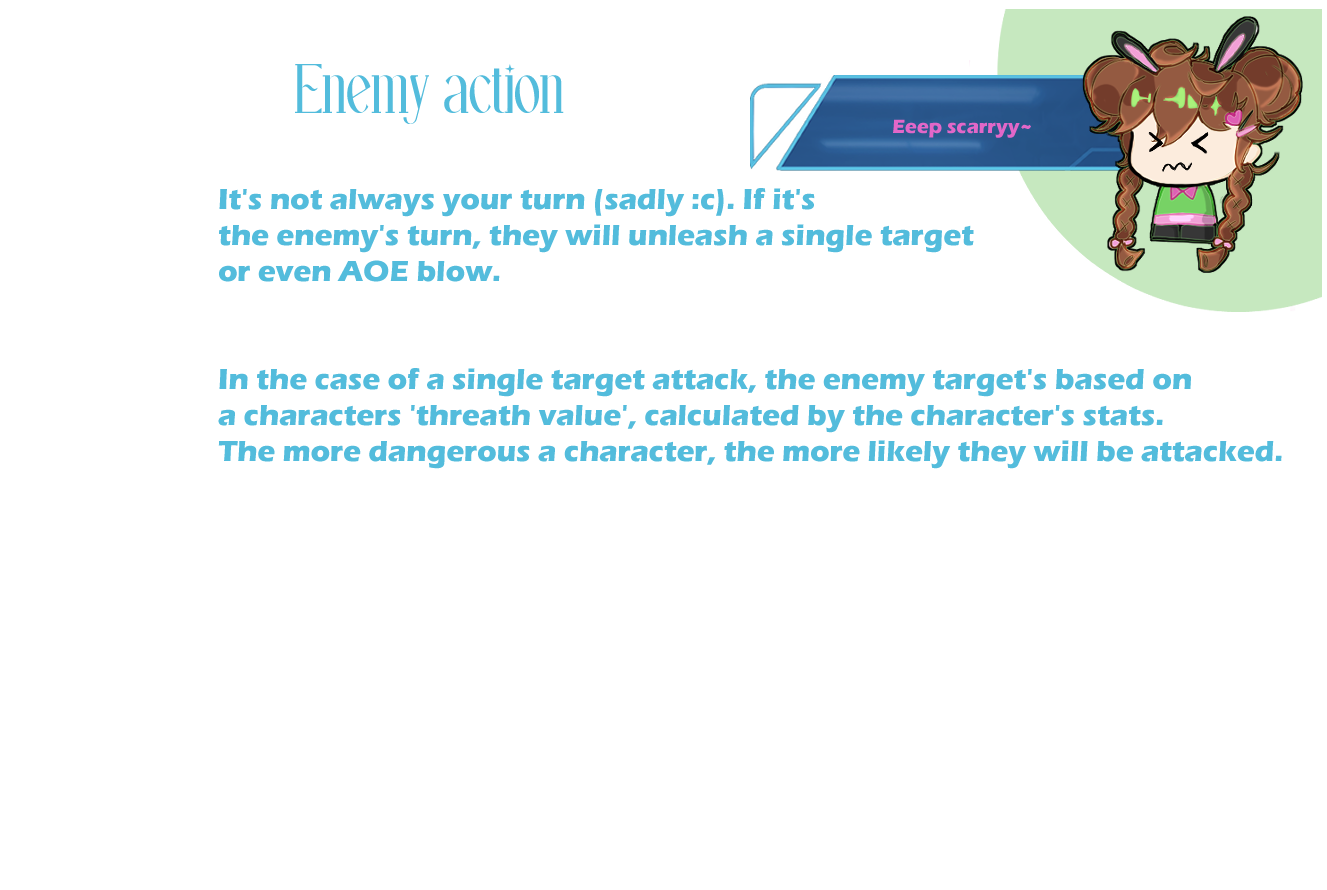 Enemy action
Eeep scarryy~
It's not always your turn (sadly :c). If it's
the enemy's turn, they will unleash a single target
or even AOE blow.
In the case of a single target attack, the enemy target's based on
a characters 'threath value', calculated by the character's stats.
The more dangerous a character, the more likely they will be attacked.